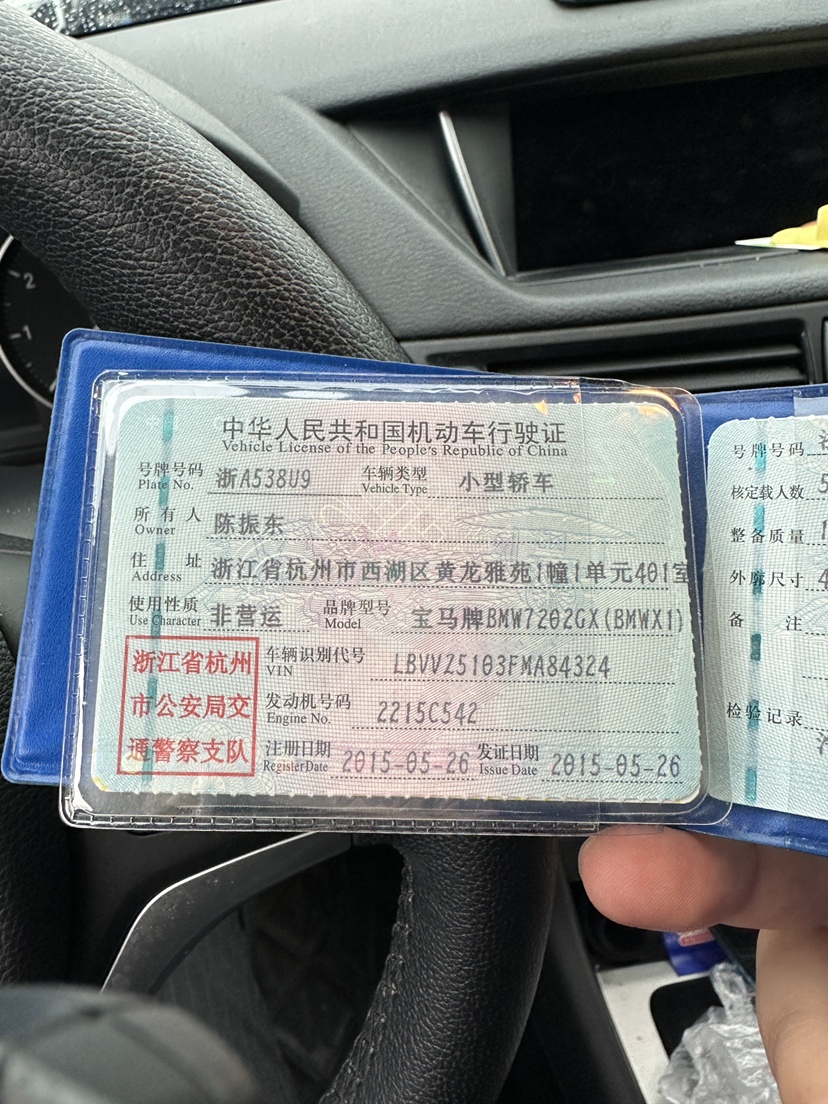 中华人民共和国机动车行驶证
Vehicle License of the People's Republic of China
号牌号码 浙A538U9 车辆类型 小型轿车
Plate No. Vehicle Type
所有人 陈振东
Owner
住址 浙江省杭州市西湖区黄龙雅苑1幢1单元401室
Address
使用性质 非营运 品牌型号 宝马牌BMW7202GX(BMWX1)
Use Character Model
浙江省杭州
市公安局交
通警察支队
车辆识别代号 LBVVZ5103FMA84324
VIN
发动机号码 2215C542
Engine No.
注册日期 2015-05-26 发证日期 2015-05-26
Register Date Issue Date
号牌号码
核定载人数 5
整备质量 1
外廓尺寸 4
备注
检验记录
2
1